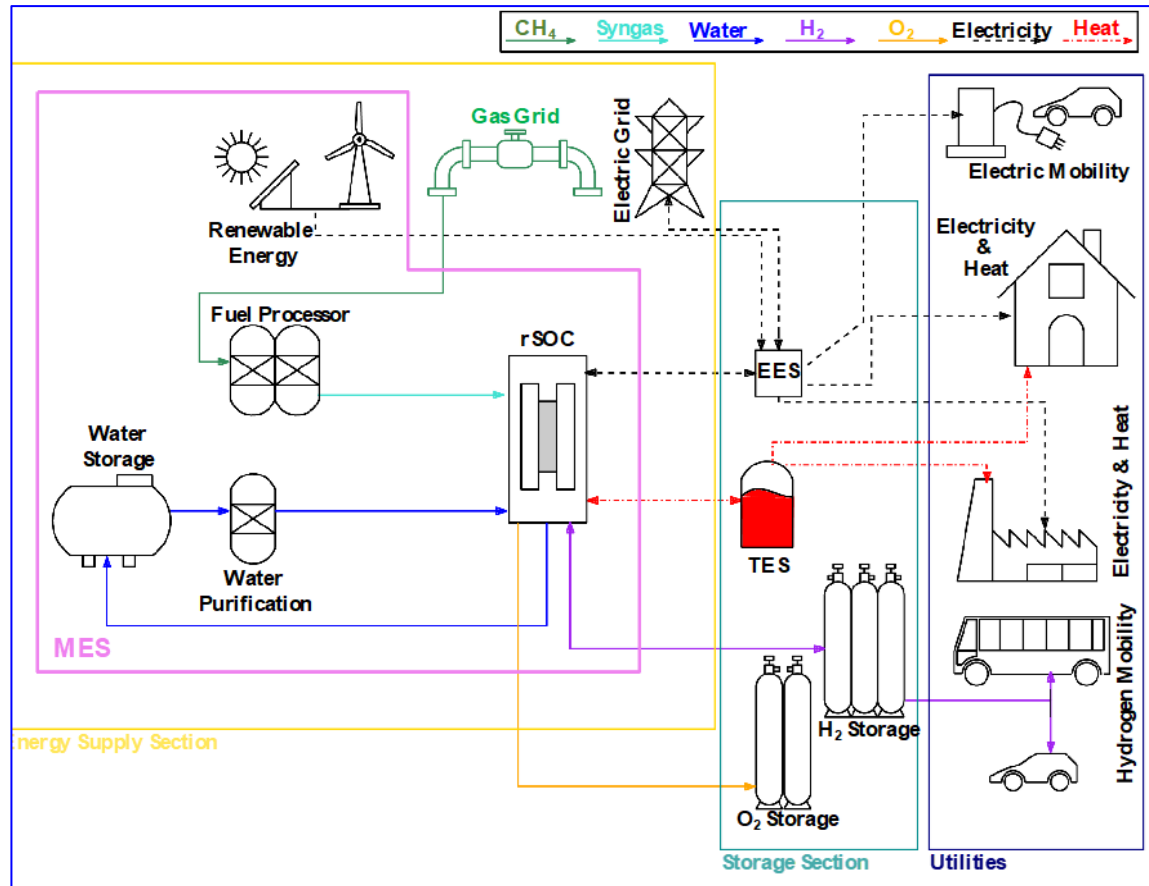 CH₄ Syngas Water H₂ O₂ Electricity Heat
Gas Grid
Electric Grid
Renewable
Energy
Electric Mobility
Electricity
&
Heat
Fuel Processor
rSOC
EES
Water
Storage
Water
Purification
TES
Electricity & Heat
MES
H₂ Storage
Hydrogen Mobility
O₂ Storage
nergy Supply Section
Storage Section
Utilities